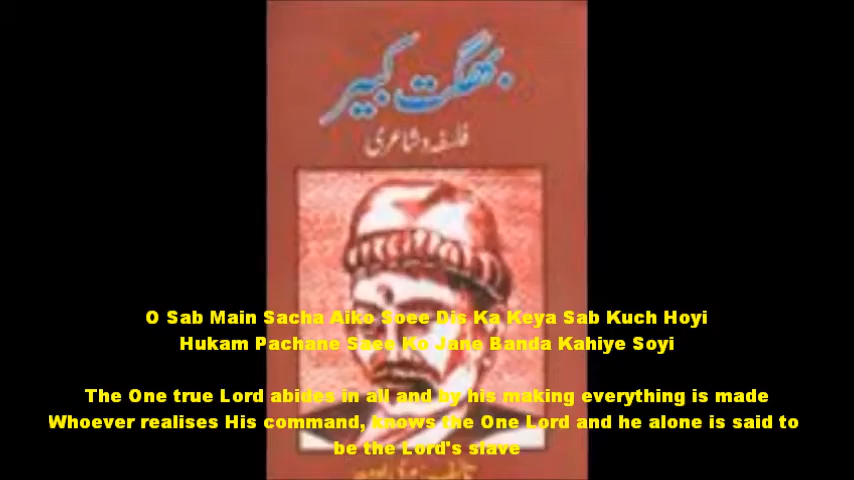 بھگت کبیر
فلسفہ و شاعری
O Sab Main Sacha Aiko Soee Dis Ka Keya Sab Kuch Hoyi
Hukam Pachane Saee Ko Jane Banda Kahiye Soyi
The One true Lord abides in all and by his making everything is made
Whoever realises His command, knows the One Lord and he alone is said to
be the Lord's slave